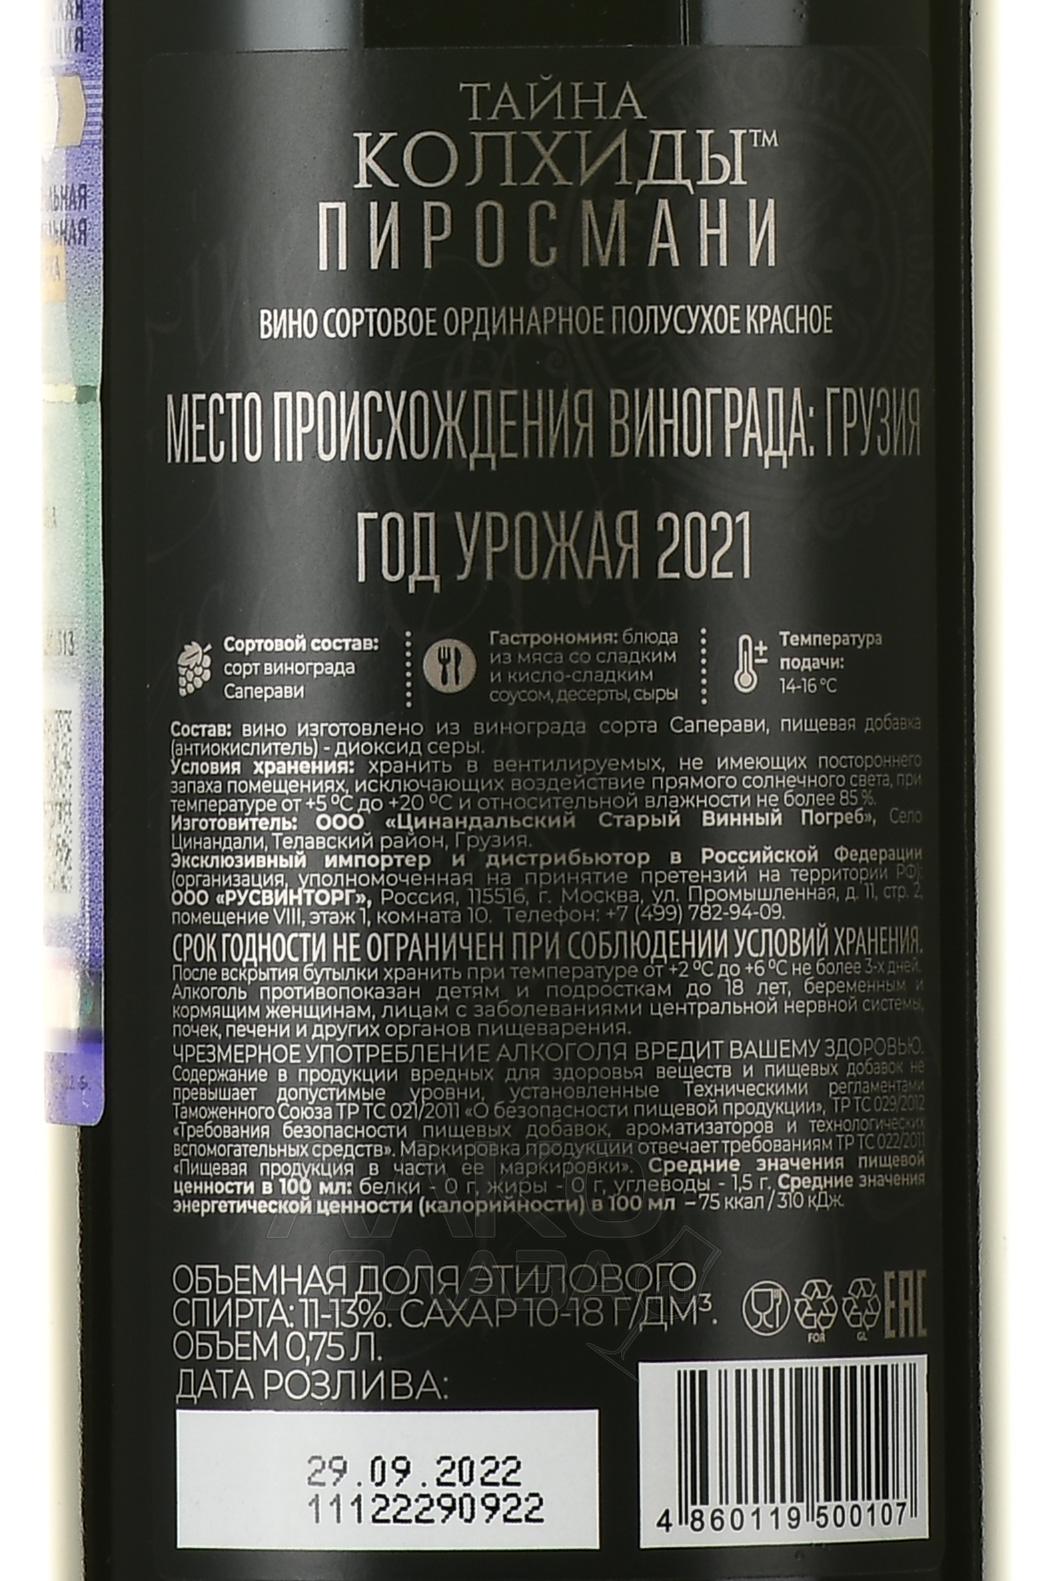 ТАЙНА
КОЛХИДЫ™
ПИРОСМАНИ
ВИНО СОРТОВОЕ ОРДИНАРНОЕ ПОЛУСУХОЕ КРАСНОЕ
МЕСТО ПРОИСХОЖДЕНИЯ ВИНОГРАДА: ГРУЗИЯ
ГОД УРОЖАЯ 2021
Сортовой состав:
сорт винограда
Саперави
Гастрономия: блюда
из мяса со сладким
и кисло-сладким
соусом, десерты, сыры
Температура
подачи:
14-16 °C
Состав: вино изготовлено из винограда сорта Саперави, пищевая добавка
(антиокислитель) - диоксид серы.
Условия хранения: хранить в вентилируемых, не имеющих постороннего
запаха помещениях, исключающих воздействие прямого солнечного света, при
температуре от +5 °С до +20 °С и относительной влажности не более 85 %.
Изготовитель: ООО «Цинандальский Старый Винный Погреб», Село
Цинандали, Телавский район, Грузия.
Эксклюзивный импортер и дистрибьютор в Российской Федерации
(организация, уполномоченная на принятие претензий на территории РФ):
ООО «РУСВИНТОРГ», Россия, 115516, г. Москва, ул. Промышленная, д. 11, стр. 2,
помещение VIII, этаж 1, комната 10. Телефон: +7 (499) 782-94-09.
СРОК ГОДНОСТИ НЕ ОГРАНИЧЕН ПРИ СОБЛЮДЕНИИ УСЛОВИЙ ХРАНЕНИЯ.
После вскрытия бутылки хранить при температуре от +2 °С до +6 °С не более 3-х дней.
Алкоголь противопоказан детям и подросткам до 18 лет, беременным и
кормящим женщинам, лицам с заболеваниями центральной нервной системы,
почек, печени и других органов пищеварения.
ЧРЕЗМЕРНОЕ УПОТРЕБЛЕНИЕ АЛКОГОЛЯ ВРЕДИТ ВАШЕМУ ЗДОРОВЬЮ.
Содержание в продукции вредных для здоровья веществ и пищевых добавок не
превышает допустимые уровни, установленные Техническими регламентами
Таможенного Союза ТР ТС 021/2011 «О безопасности пищевой продукции», ТР ТС 029/2012
«Требования безопасности пищевых добавок, ароматизаторов и технологических
вспомогательных средств». Маркировка продукции отвечает требованиям ТР ТС 022/2011
«Пищевая продукция в части ее маркировки». Средние значения пищевой
ценности в 100 мл: белки - 0 г, жиры - 0 г, углеводы - 1,5 г, Средние значения
энергетической ценности (калорийности) в 100 мл – 75 ккал / 310 кДж.
ОБЪЕМНАЯ ДОЛЯ ЭТИЛОВОГО
СПИРТА: 11-13%. САХАР 10-18 Г/ДМ³.
ОБЪЕМ 0,75 Л.
ДАТА РОЗЛИВА:
FOR
GL
EAC
29.09.2022
11122290922
4 860119 500107